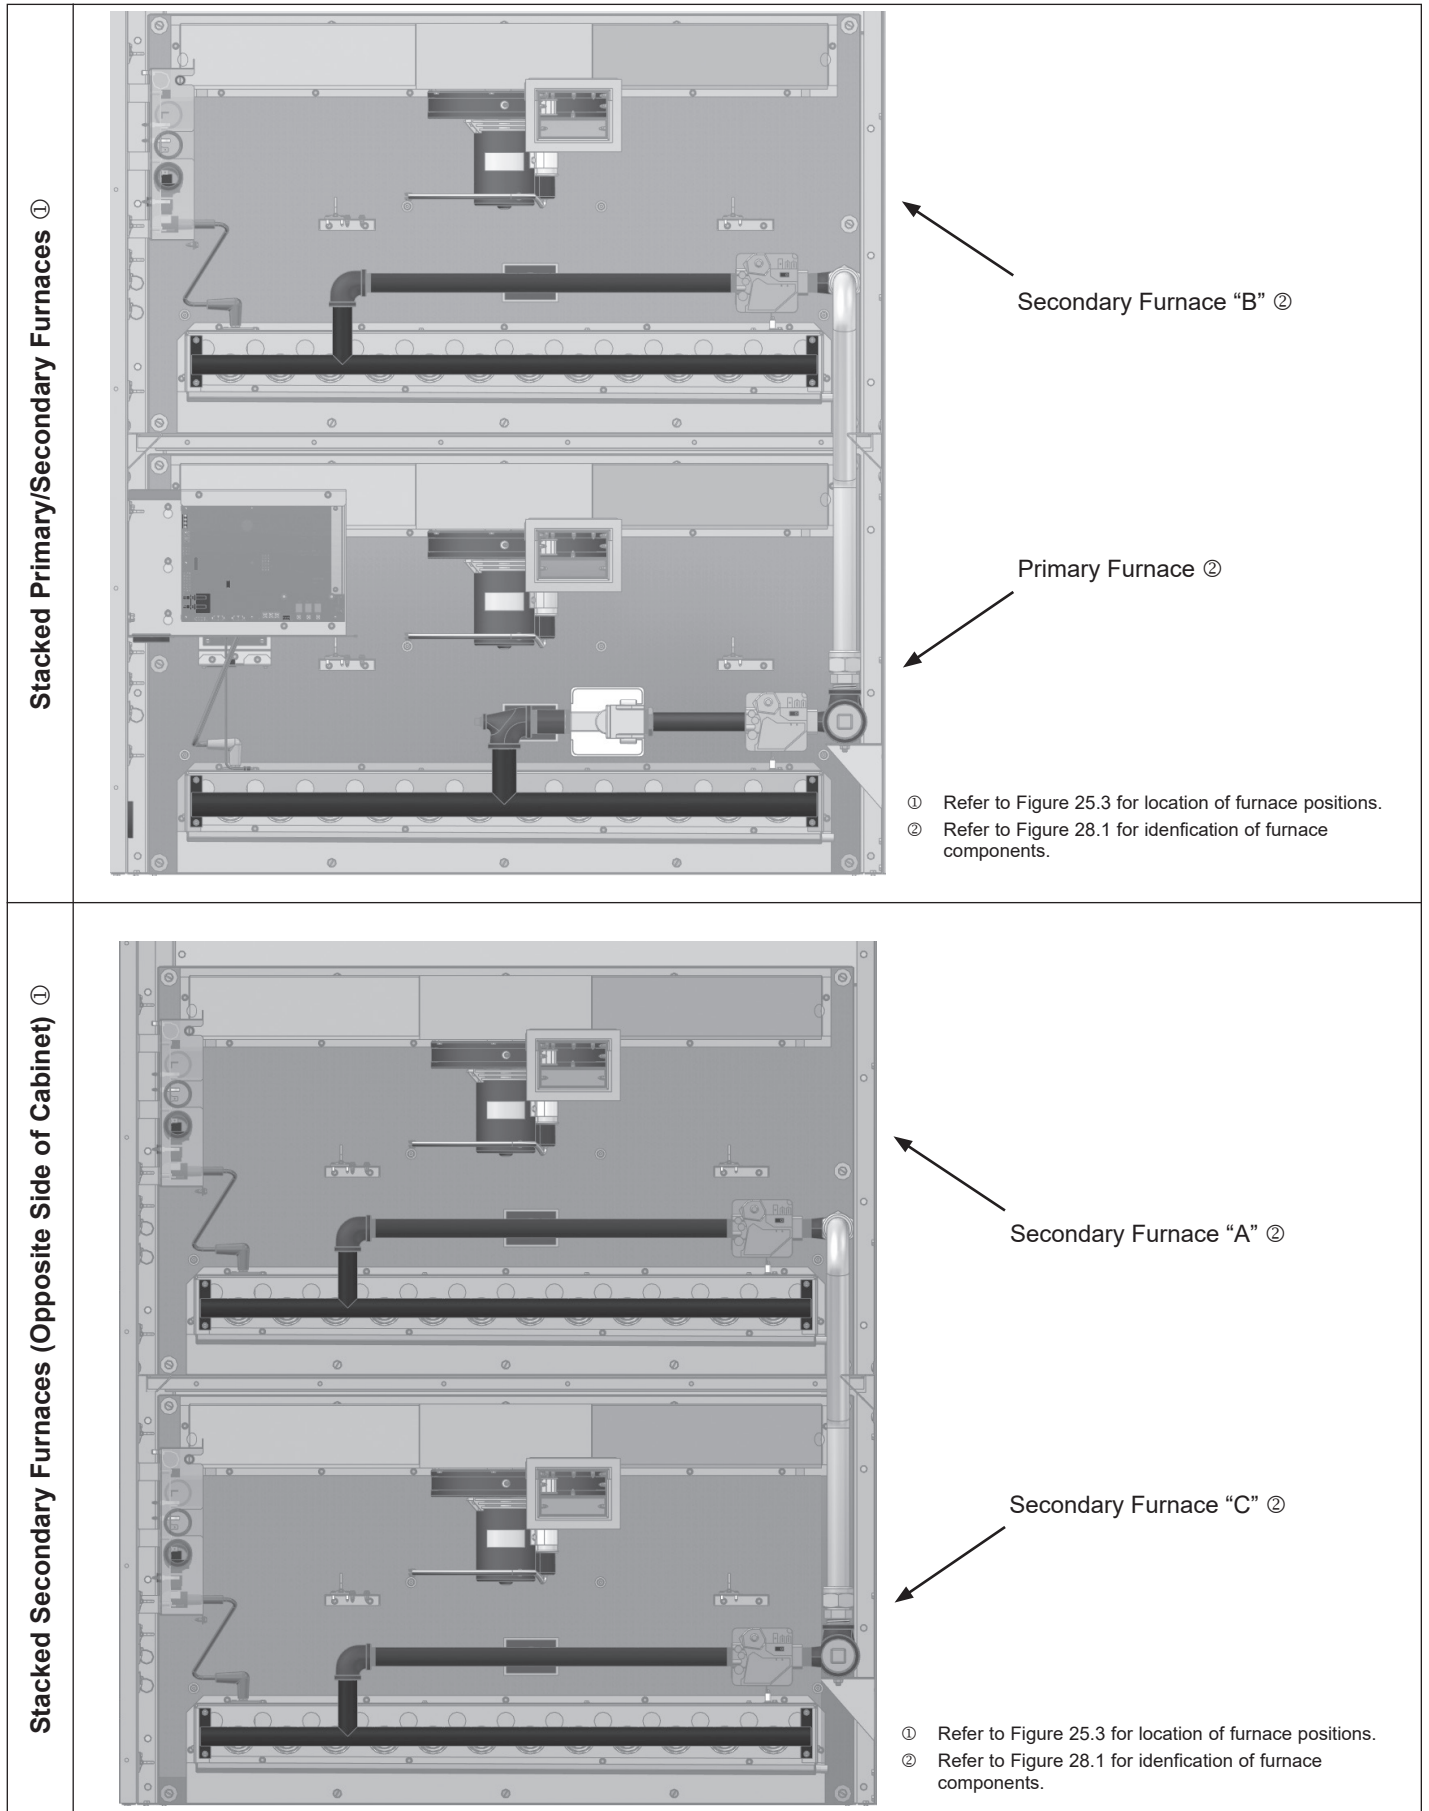 Stacked Primary/Secondary Furnaces ①
Secondary Furnace “B” ②
Primary Furnace ②
① Refer to Figure 25.3 for location of furnace positions.
② Refer to Figure 28.1 for idenfication of furnace
components.
Stacked Secondary Furnaces (Opposite Side of Cabinet) ①
Secondary Furnace “A” ②
Secondary Furnace “C” ②
① Refer to Figure 25.3 for location of furnace positions.
② Refer to Figure 28.1 for idenfication of furnace
components.